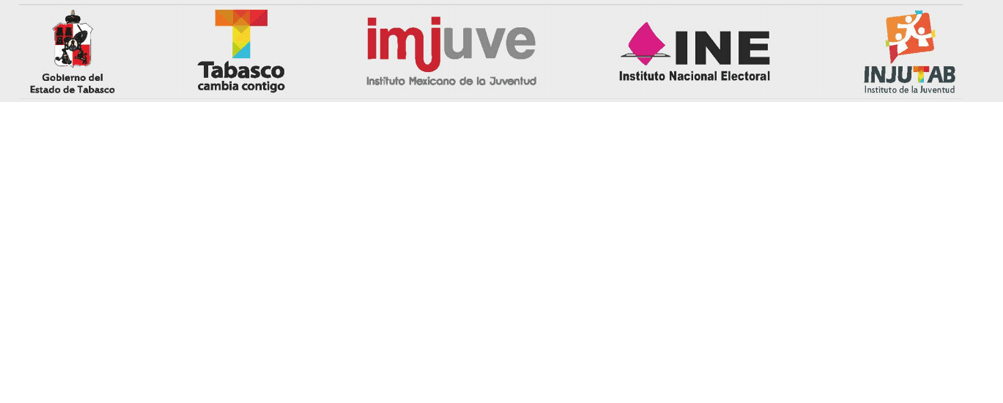 Gobierno del
Estado de Tabasco
Tabasco
cambia contigo
imjuve
Instituto Mexicano de la Juventud
INE
Instituto Nacional Electoral
INJUTAB
Instituto de la Juventud